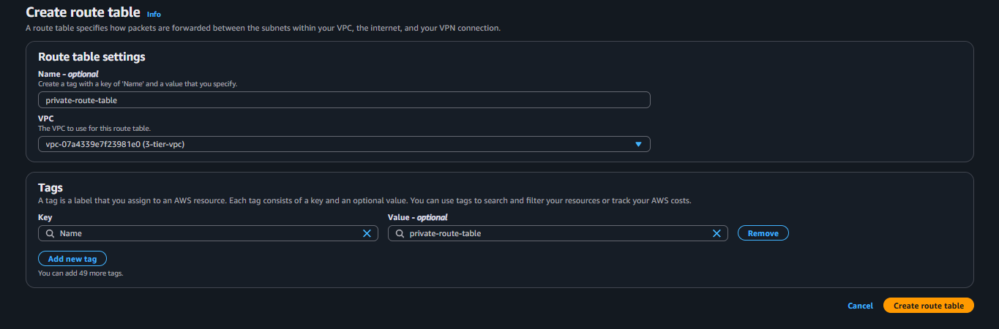 Create route table Info
A route table specifies how packets are forwarded between the subnets within your VPC, the internet, and your VPN connection.
Route table settings
Name - optional
Create a tag with a key of 'Name' and a value that you specify.
private-route-table
VPC
The VPC to use for this route table.
vpc-07a4339e7f23981e0 (3-tier-vpc)
Tags
A tag is a label that you assign to an AWS resource. Each tag consists of a key and an optional value. You can use tags to search and filter your resources or track your AWS costs.
Key Value - optional
Name private-route-table Remove
Add new tag
You can add 49 more tags.
Cancel Create route table